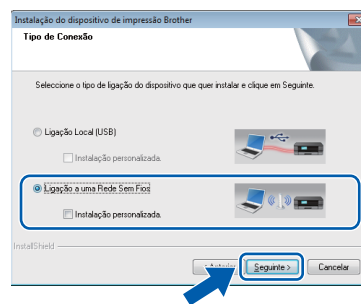 Instalação do dispositivo de impressão Brother
Tipo de Conexão
Seleccione o tipo de ligação do dispositivo que quer instalar e clique em Seguinte.
Ligação Local (USB)
Instalação personalizada.
Ligação a uma Rede Sem Fios
Instalação personalizada.
InstallShield
Seguinte >
Cancelar